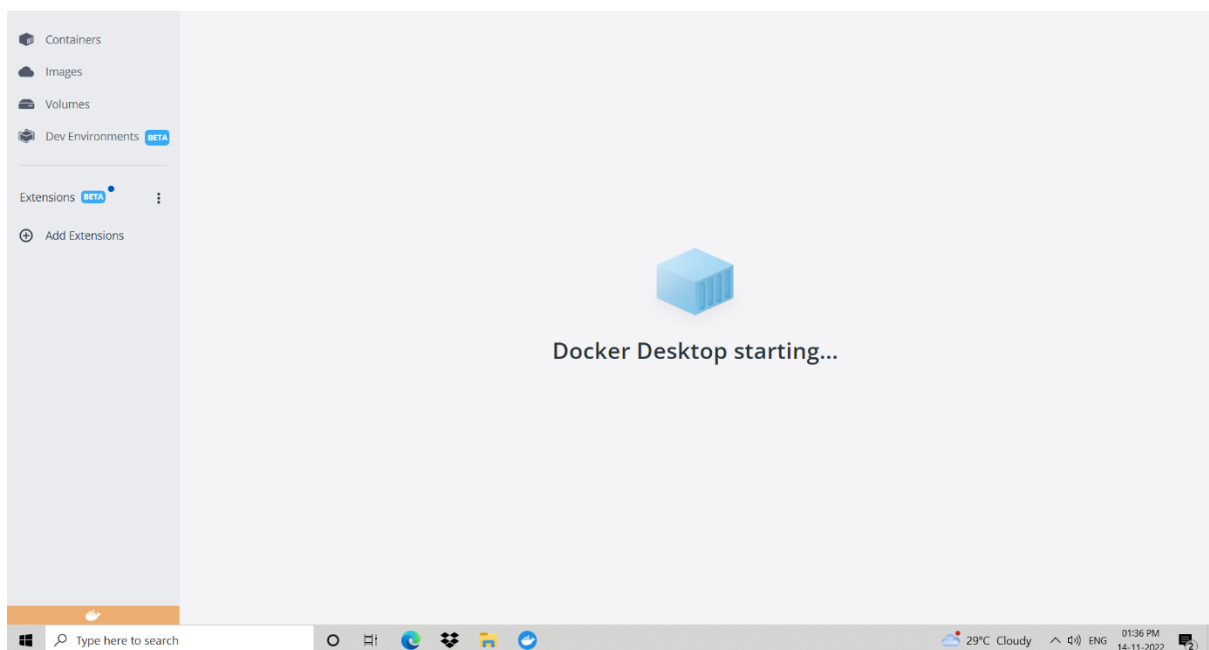 Containers
Images
Volumes
Dev Environments BETA
Extensions BETA
Add Extensions
Docker Desktop starting...
Type here to search
29°C Cloudy
ENG
01:36 PM
14-11-2022
2